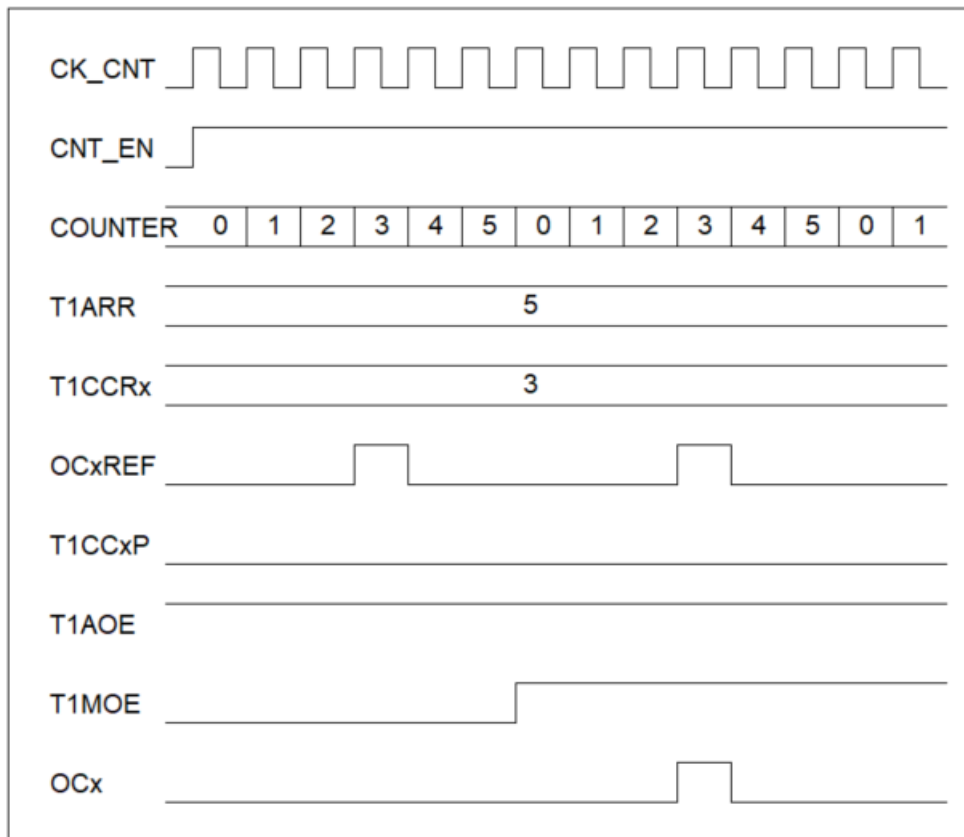 CK_CNT
CNT_EN
COUNTER 0 1 2 3 4 5 0 1 2 3 4 5 0 1
T1ARR 5
T1CCRx 3
OCxREF
T1CCxP
T1AOE
T1MOE
OCx